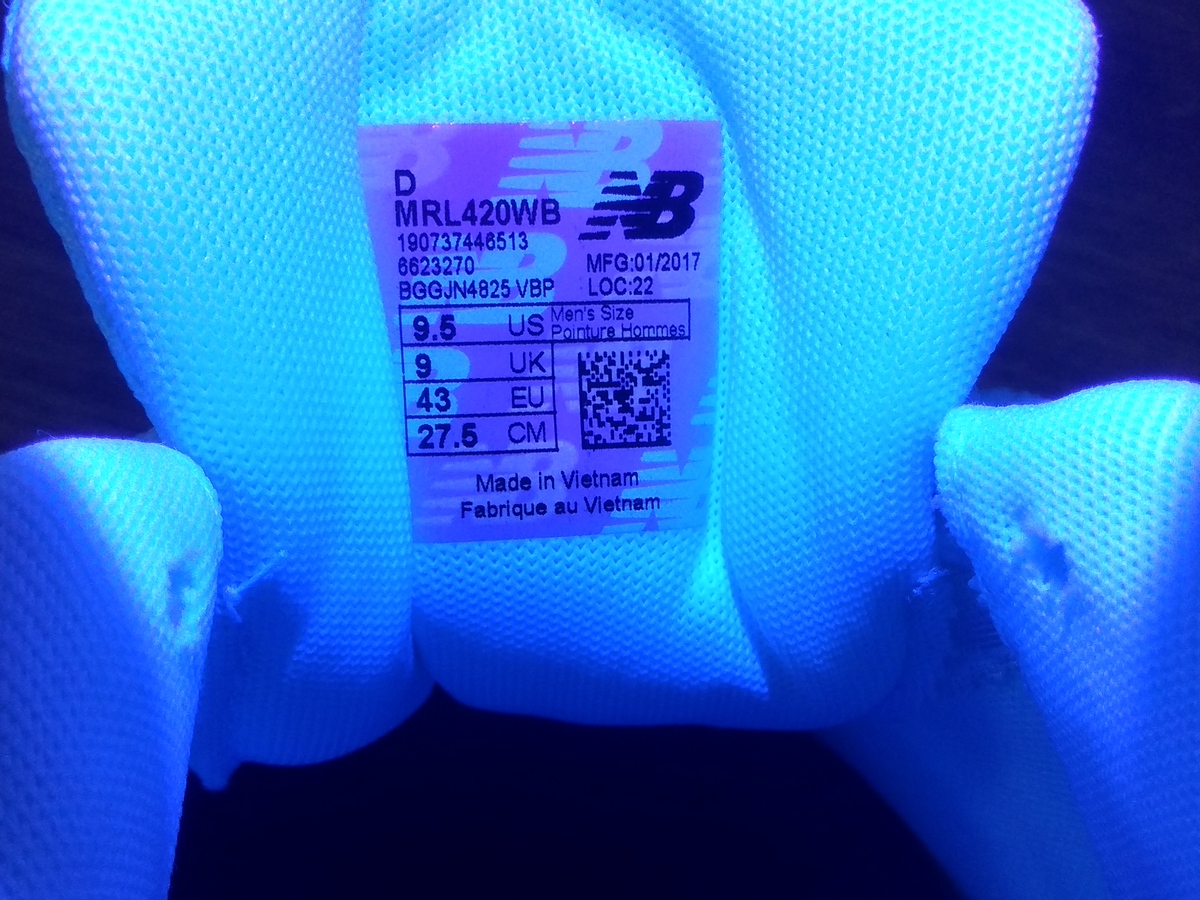 D
MRL420WB
NB
190737446513
6623270
MFG:01/2017
BGGJN4825 VBP
LOC:22
9.5 US
Men's Size
Pointure Hommes
9 UK
43 EU
27.5 CM
Made in Vietnam
Fabrique au Vietnam